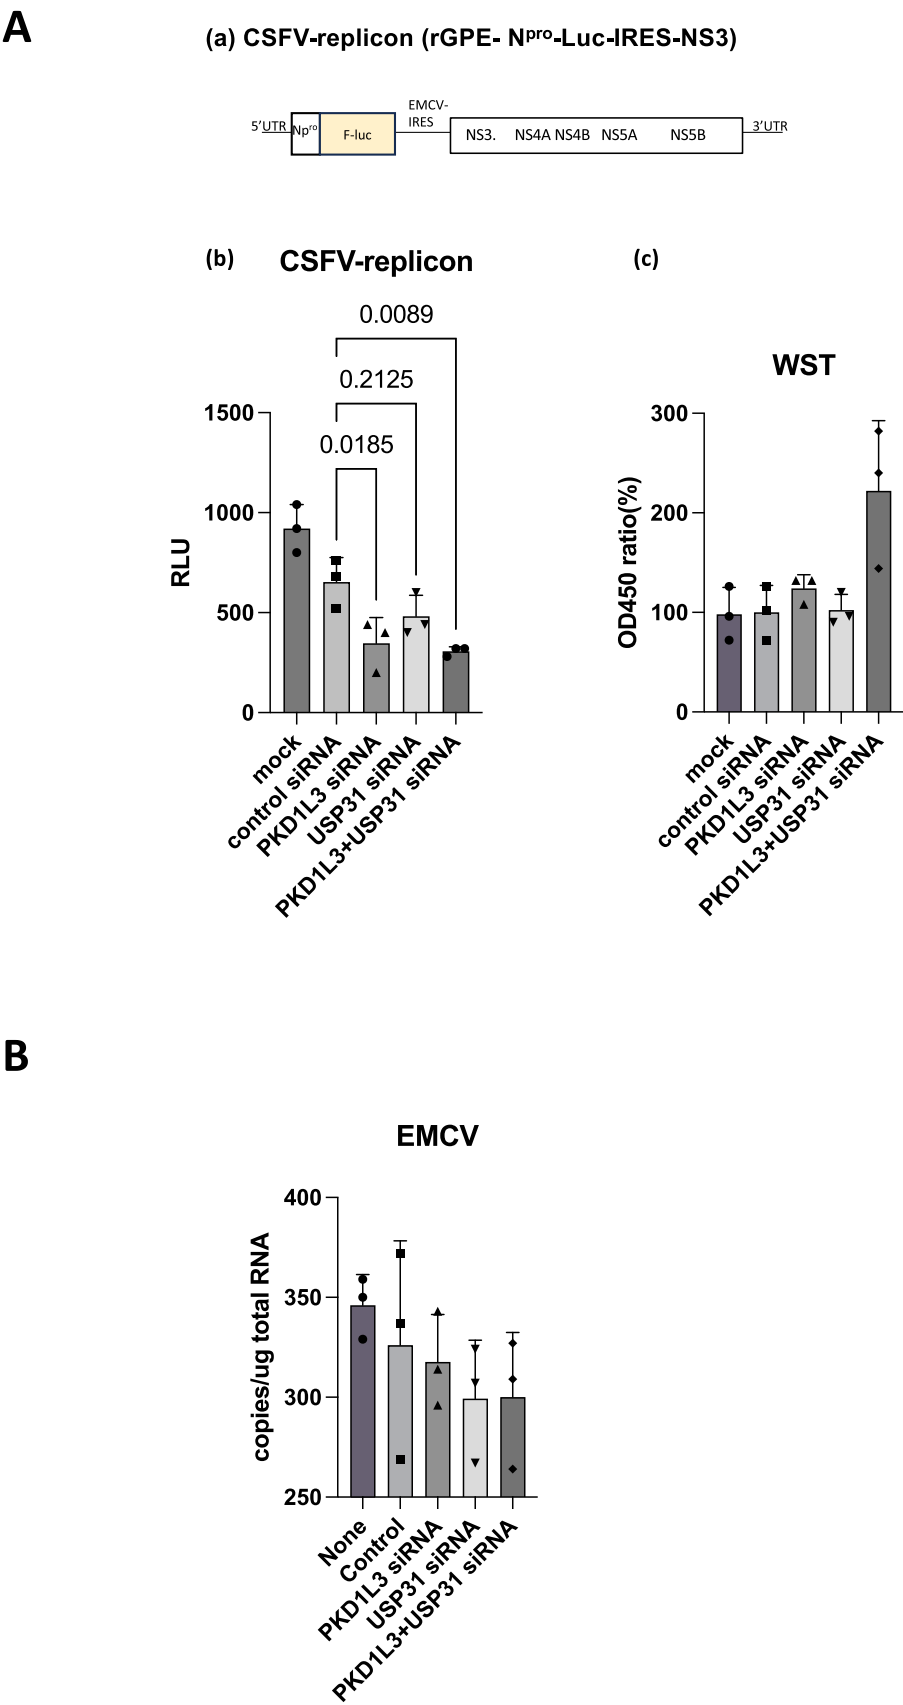 A
(a) CSFV-replicon (rGPE- Nᵖʳᵒ-Luc-IRES-NS3)
5'UTR
Npʳᵒ
F-luc
EMCV-
IRES
NS3. NS4A NS4B NS5A NS5B
3'UTR
(b) CSFV-replicon
0.0089
0.2125
0.0185
1500
1000
500
0
RLU
mock
control siRNA
PKD1L3 siRNA
USP31 siRNA
PKD1L3+USP31 siRNA
(c)
WST
300
200
100
0
OD450 ratio(%)
mock
control siRNA
PKD1L3 siRNA
USP31 siRNA
PKD1L3+USP31 siRNA
B
EMCV
400
350
300
250
copies/ug total RNA
None
Control
PKD1L3 siRNA
USP31 siRNA
PKD1L3+USP31 siRNA